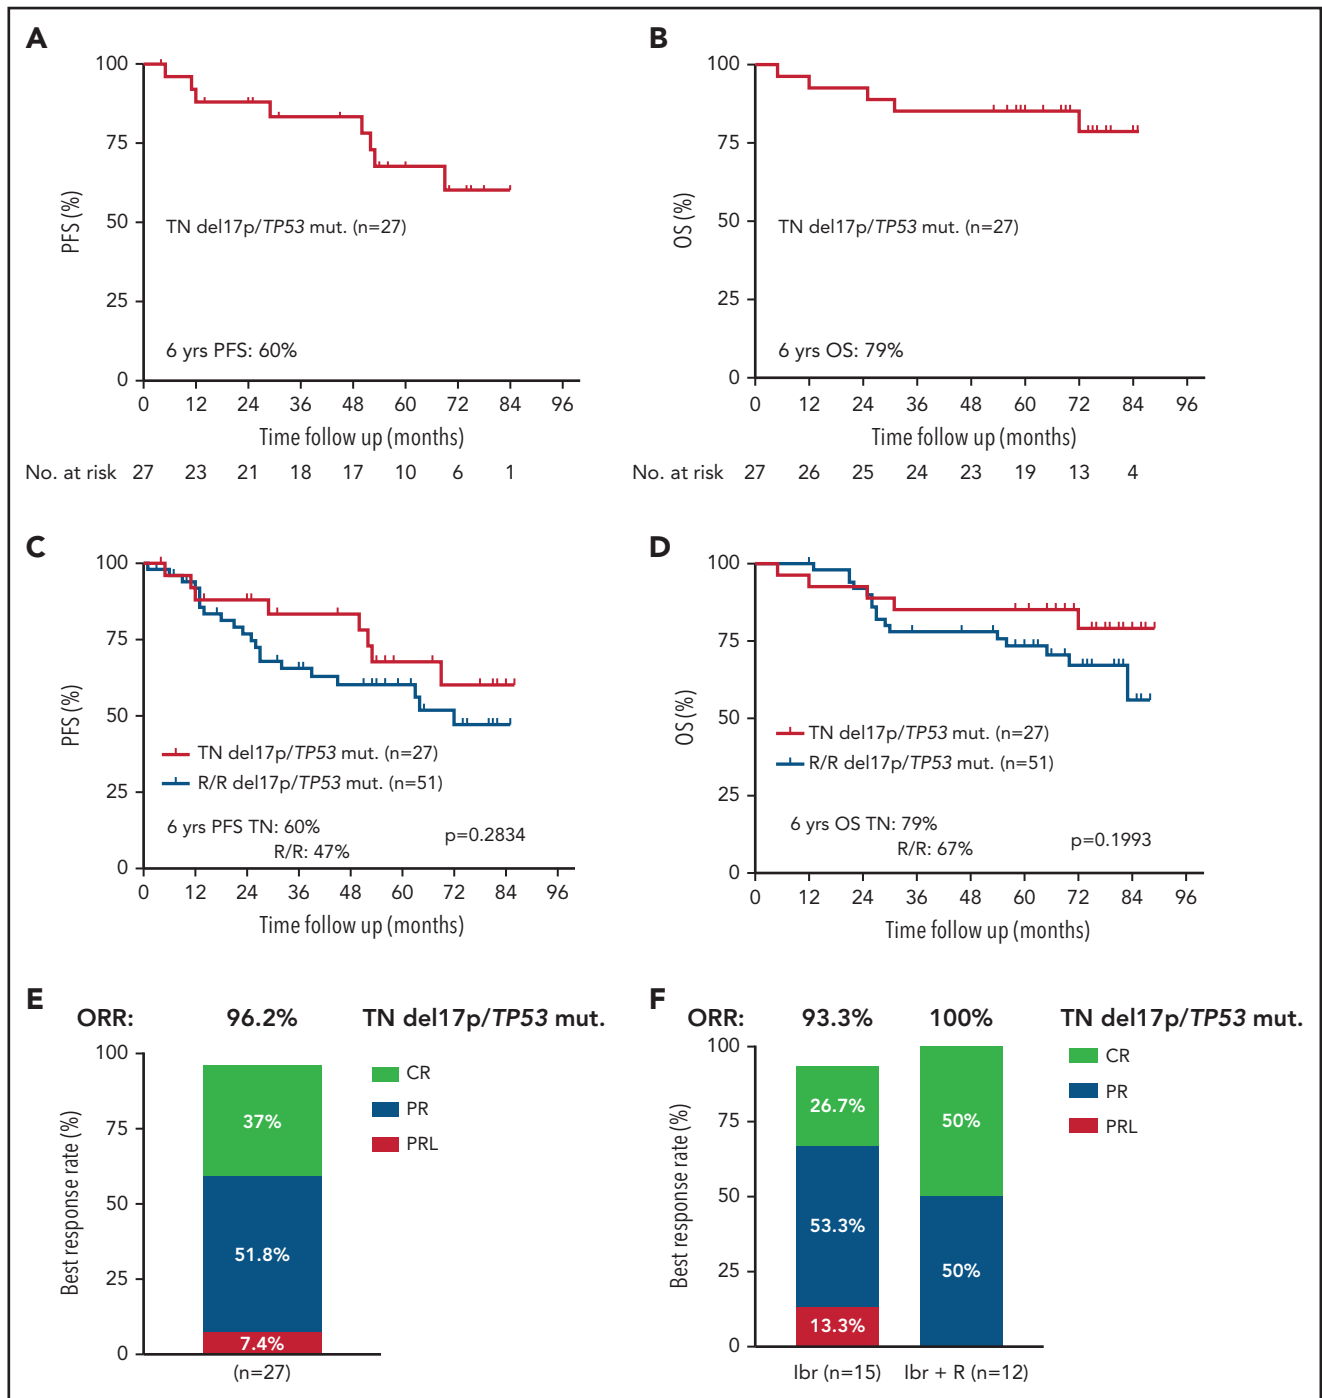 A
100
75
50
25
0
PFS (%)
TN del17p/TP53 mut. (n=27)
6 yrs PFS: 60%
0 12 24 36 48 60 72 84 96
Time follow up (months)
No. at risk 27 23 21 18 17 10 6 1
B
100
75
50
25
0
OS (%)
TN del17p/TP53 mut. (n=27)
6 yrs OS: 79%
0 12 24 36 48 60 72 84 96
Time follow up (months)
No. at risk 27 26 25 24 23 19 13 4
C
100
75
50
25
0
PFS (%)
TN del17p/TP53 mut. (n=27)
R/R del17p/TP53 mut. (n=51)
6 yrs PFS TN: 60%
R/R: 47%
p=0.2834
0 12 24 36 48 60 72 84 96
Time follow up (months)
D
100
75
50
25
0
OS (%)
TN del17p/TP53 mut. (n=27)
R/R del17p/TP53 mut. (n=51)
6 yrs OS TN: 79%
R/R: 67%
p=0.1993
0 12 24 36 48 60 72 84 96
Time follow up (months)
E
ORR: 96.2% TN del17p/TP53 mut.
100
75
50
25
0
Best response rate (%)
37%
51.8%
7.4%
CR
PR
PRL
(n=27)
F
ORR: 93.3% 100% TN del17p/TP53 mut.
100
75
50
25
0
Best response rate (%)
26.7%
53.3%
13.3%
50%
50%
CR
PR
PRL
Ibr (n=15) Ibr + R (n=12)